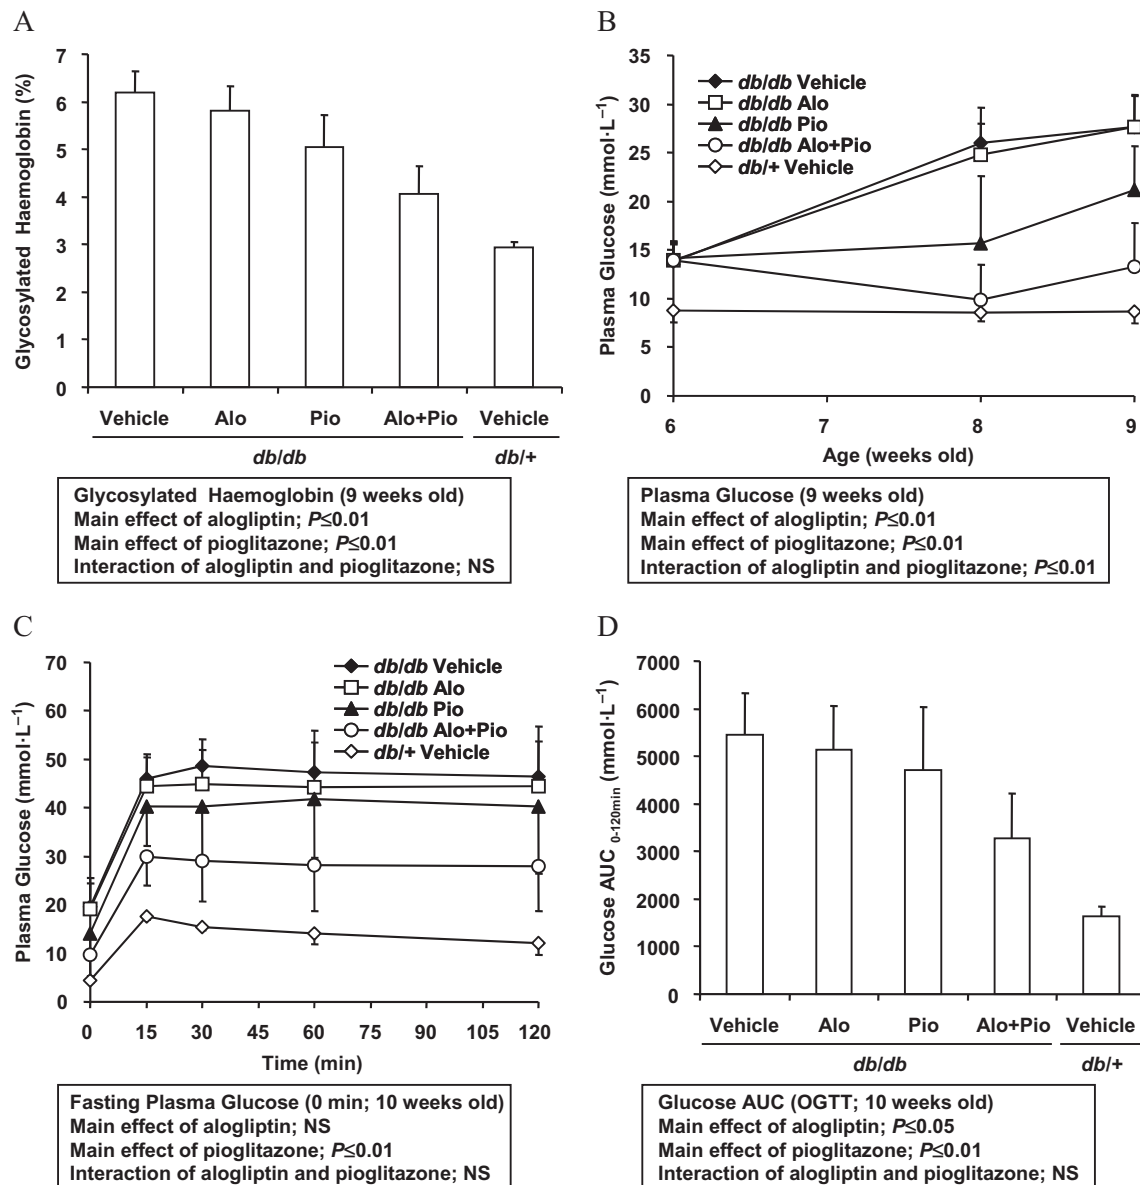 A
Glycosylated Haemoglobin (%)
7
6
5
4
3
2
1
0
Vehicle Alo Pio Alo+Pio Vehicle
db/db db/+
Glycosylated Haemoglobin (9 weeks old)
Main effect of alogliptin; P≤0.01
Main effect of pioglitazone; P≤0.01
Interaction of alogliptin and pioglitazone; NS
B
Plasma Glucose (mmol·L−1)
35
30
25
20
15
10
5
0
db/db Vehicle
db/db Alo
db/db Pio
db/db Alo+Pio
db/+ Vehicle
6 7 8 9
Age (weeks old)
Plasma Glucose (9 weeks old)
Main effect of alogliptin; P≤0.01
Main effect of pioglitazone; P≤0.01
Interaction of alogliptin and pioglitazone; P≤0.01
C
Plasma Glucose (mmol·L−1)
70
60
50
40
30
20
10
0
db/db Vehicle
db/db Alo
db/db Pio
db/db Alo+Pio
db/+ Vehicle
0 15 30 45 60 75 90 105 120
Time (min)
Fasting Plasma Glucose (0 min; 10 weeks old)
Main effect of alogliptin; NS
Main effect of pioglitazone; P≤0.01
Interaction of alogliptin and pioglitazone; NS
D
Glucose AUC 0-120min (mmol·L−1)
7000
6000
5000
4000
3000
2000
1000
0
Vehicle Alo Pio Alo+Pio Vehicle
db/db db/+
Glucose AUC (OGTT; 10 weeks old)
Main effect of alogliptin; P≤0.05
Main effect of pioglitazone; P≤0.01
Interaction of alogliptin and pioglitazone; NS